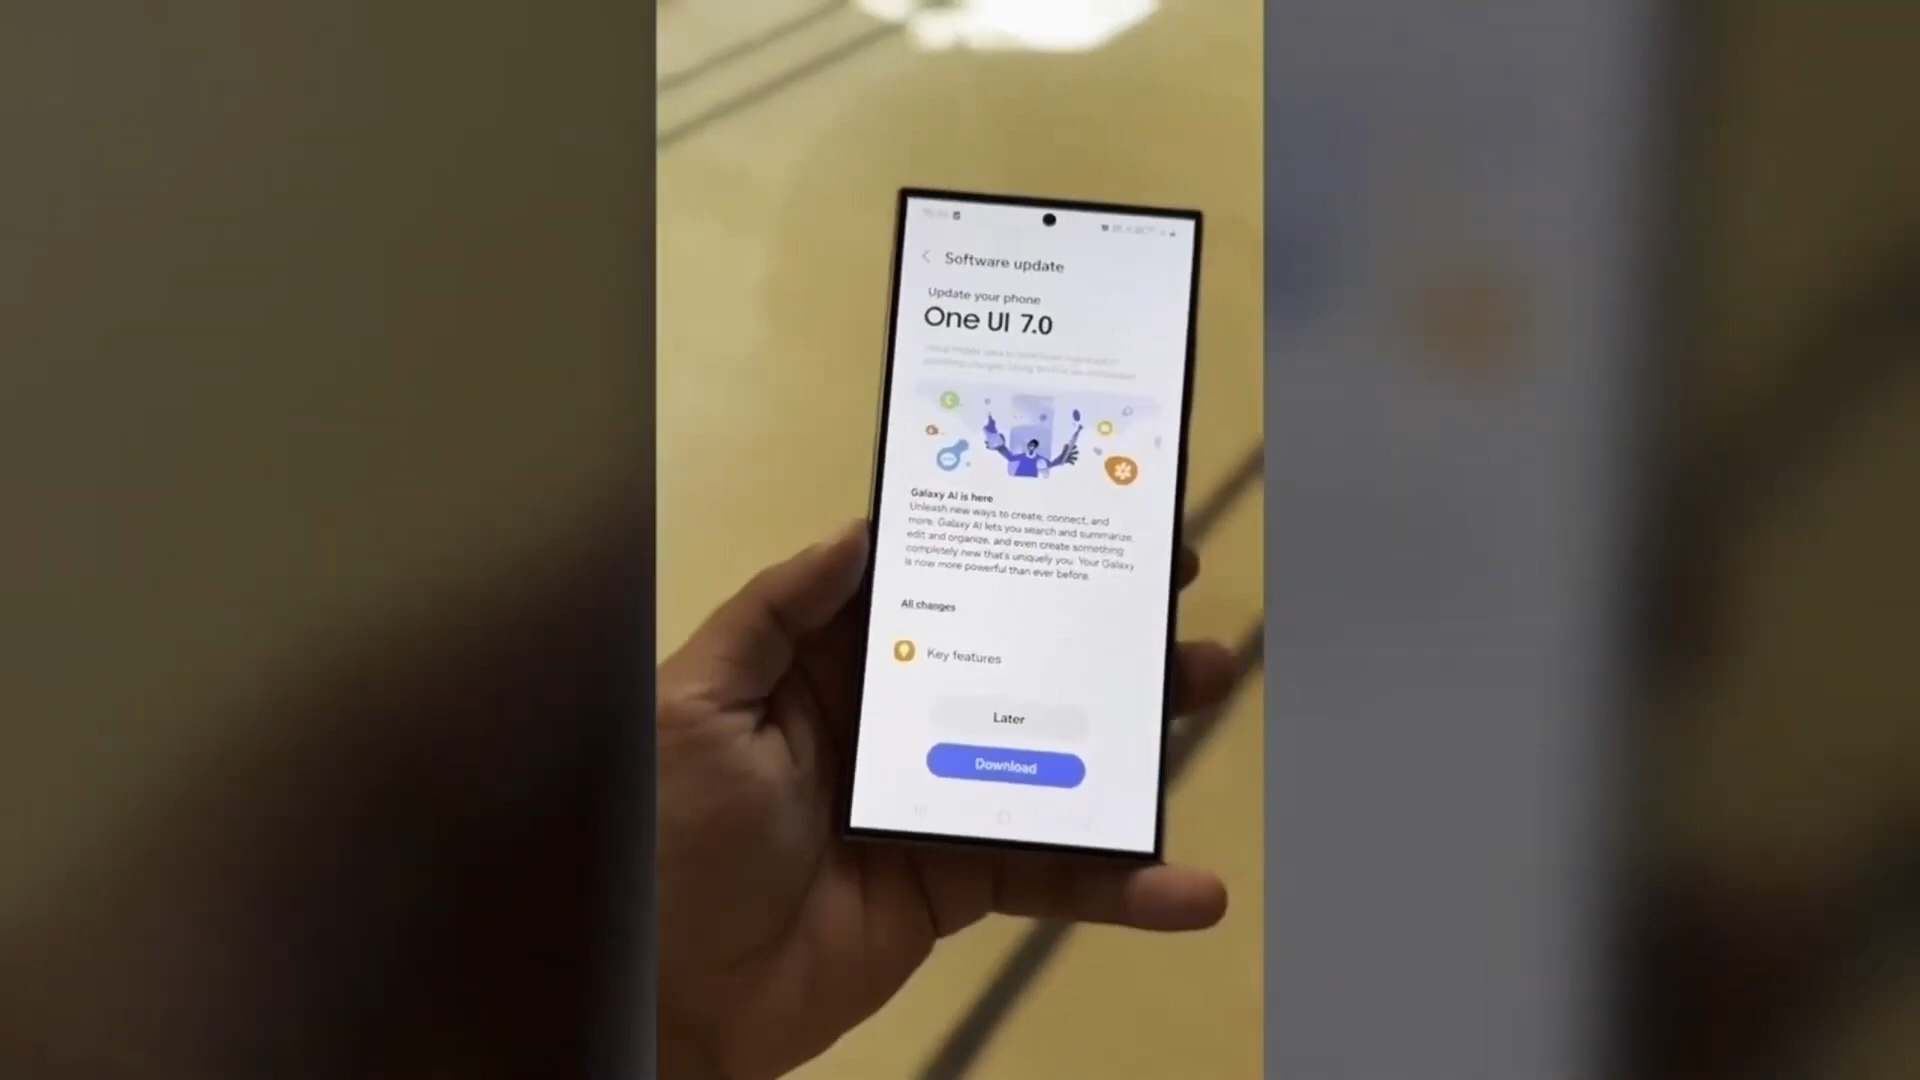 Software update
Update your phone
One UI 7.0
Galaxy AI is here
Unleash new ways to create, connect, and
more. Galaxy AI lets you search and summarize,
edit and organize, and even create something
completely new that's uniquely you. Your Galaxy
is now more powerful than ever before.
All changes
Key features
Later
Download